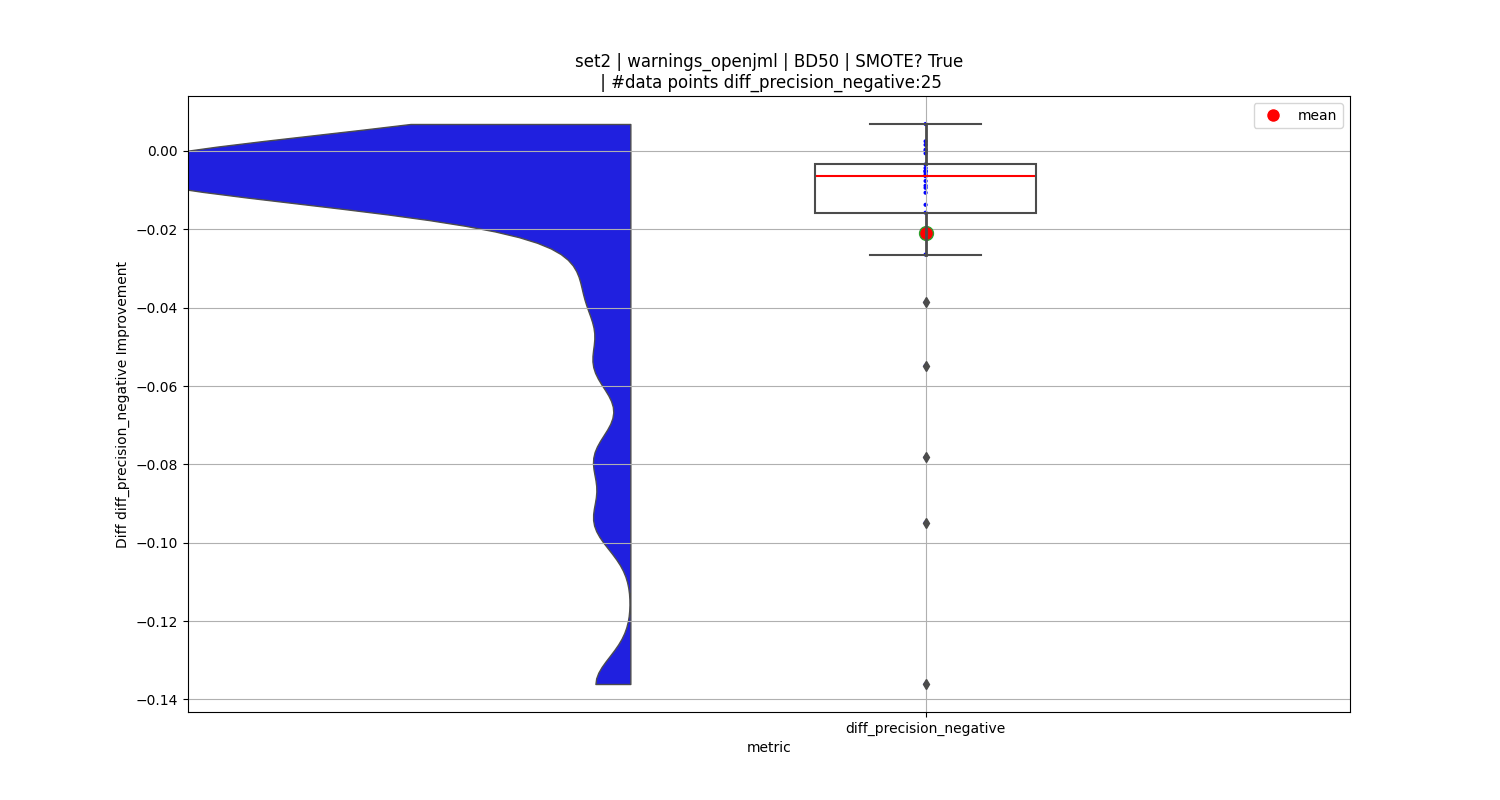 set2 | warnings_openjml | BD50 | SMOTE? True
| #data points diff_precision_negative:25
mean
0.00
−0.02
−0.04
−0.06
−0.08
−0.10
−0.12
−0.14
Diff diff_precision_negative Improvement
diff_precision_negative
metric